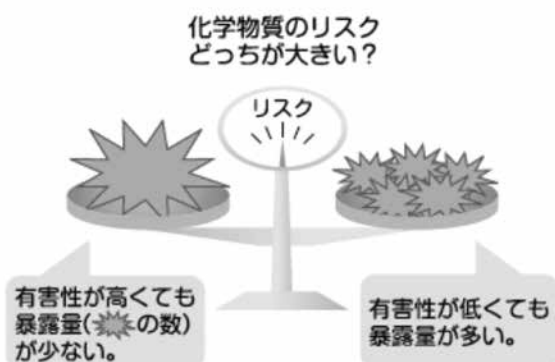 化学物質のリスク
どっちが大きい？
リスク
有害性が高くても
暴露量(の数)
が少ない。
有害性が低くても
暴露量が多い。